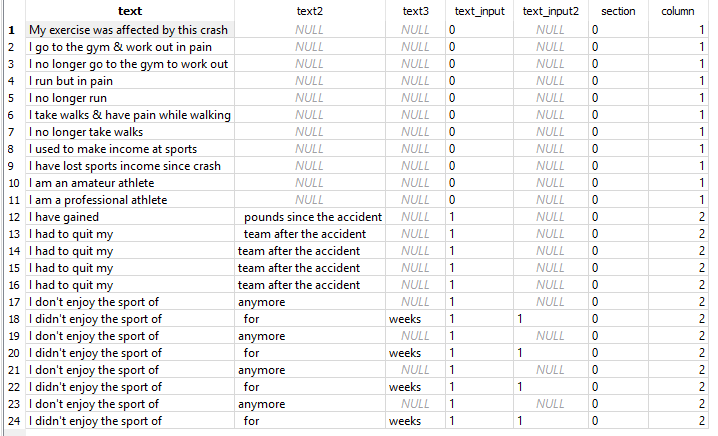 text text2 text3 text_input text_input2 section column
1 My exercise was affected by this crash NULL NULL 0 NULL 0 1
2 I go to the gym & work out in pain NULL NULL 0 NULL 0 1
3 I no longer go to the gym to work out NULL NULL 0 NULL 0 1
4 I run but in pain NULL NULL 0 NULL 0 1
5 I no longer run NULL NULL 0 NULL 0 1
6 I take walks & have pain while walking NULL NULL 0 NULL 0 1
7 I no longer take walks NULL NULL 0 NULL 0 1
8 I used to make income at sports NULL NULL 0 NULL 0 1
9 I have lost sports income since crash NULL NULL 0 NULL 0 1
10 I am an amateur athlete NULL NULL 0 NULL 0 1
11 I am a professional athlete NULL NULL 0 NULL 0 1
12 I have gained pounds since the accident NULL 1 NULL 0 2
13 I had to quit my team after the accident NULL 1 NULL 0 2
14 I had to quit my team after the accident NULL 1 NULL 0 2
15 I had to quit my team after the accident NULL 1 NULL 0 2
16 I had to quit my team after the accident NULL 1 NULL 0 2
17 I don't enjoy the sport of anymore NULL 1 NULL 0 2
18 I didn't enjoy the sport of for weeks 1 1 0 2
19 I don't enjoy the sport of anymore NULL 1 NULL 0 2
20 I didn't enjoy the sport of for weeks 1 1 0 2
21 I don't enjoy the sport of anymore NULL 1 NULL 0 2
22 I didn't enjoy the sport of for weeks 1 1 0 2
23 I don't enjoy the sport of anymore NULL 1 NULL 0 2
24 I didn't enjoy the sport of for weeks 1 1 0 2